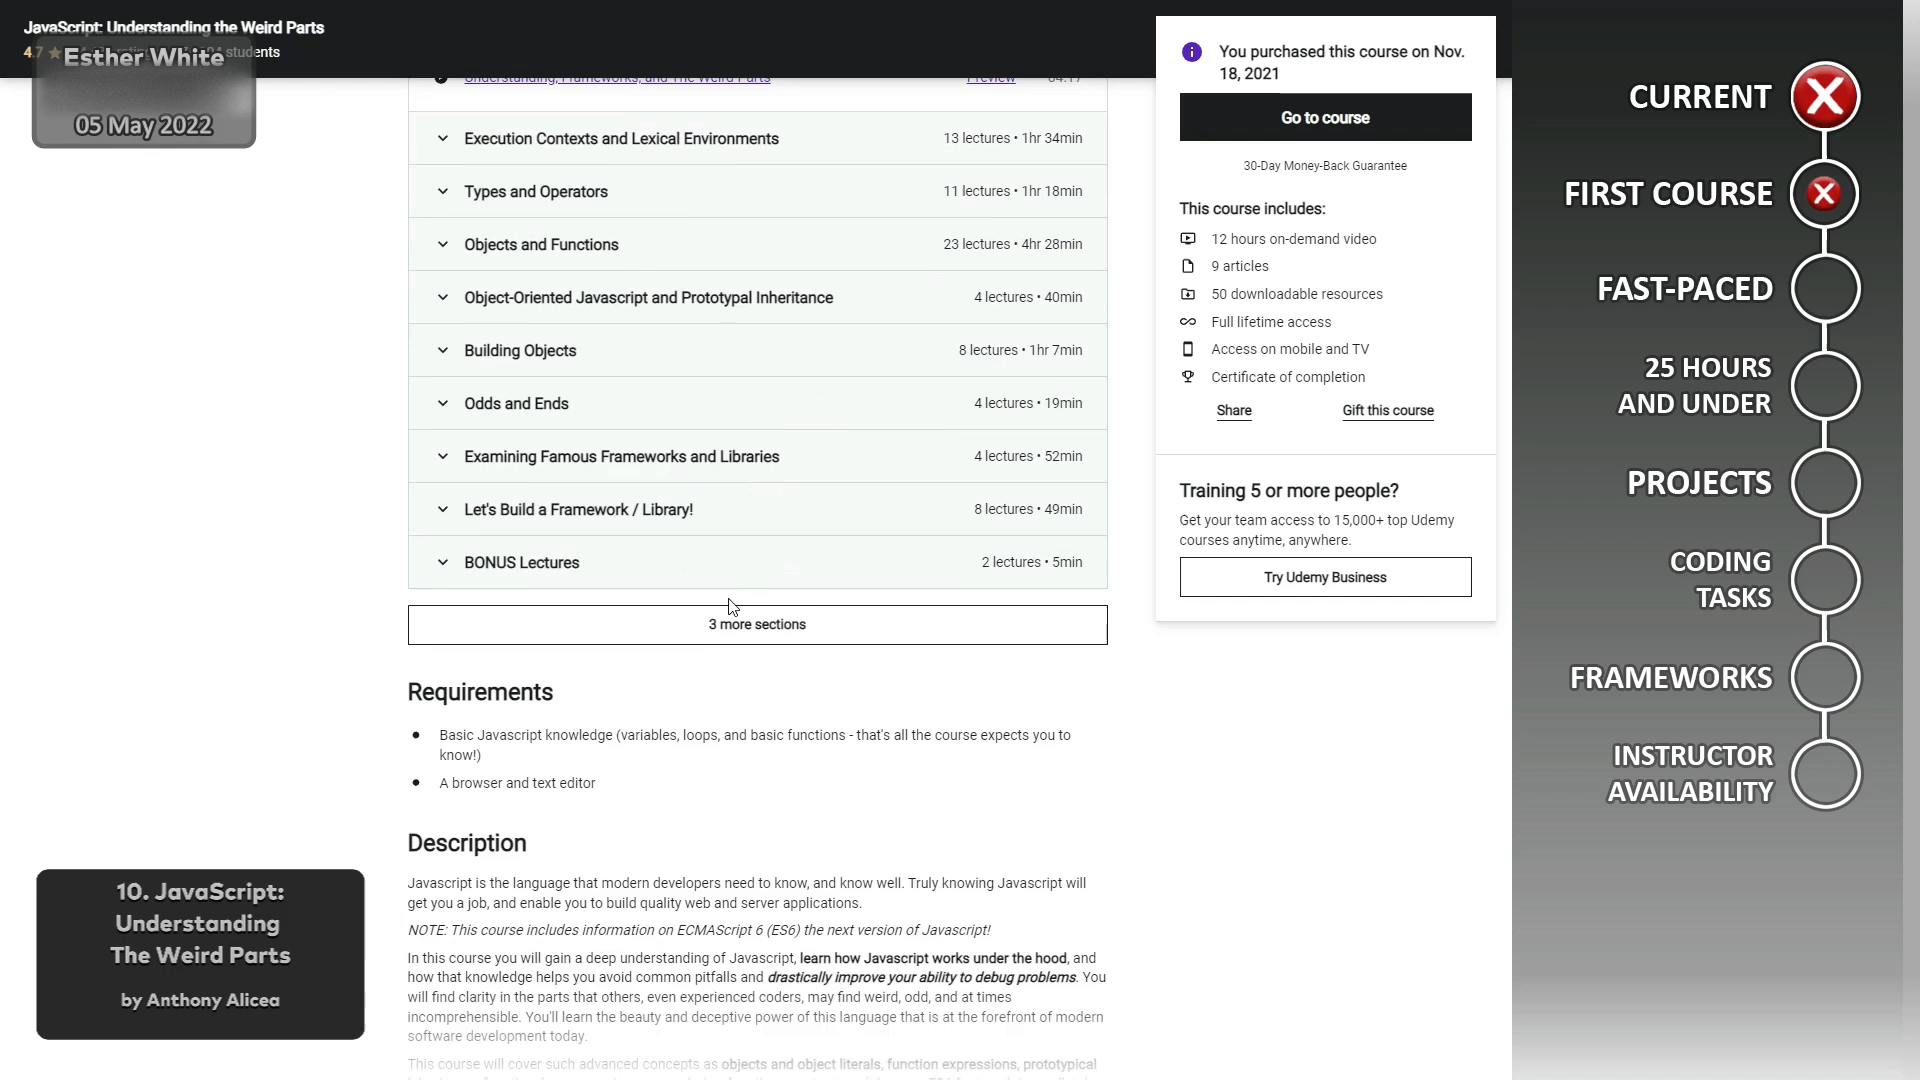 JavaScript: Understanding the Weird Parts
4.7
students
Esther White
05 May 2022
Understanding, Frameworks, and The Weird Parts
Preview
04:17
Execution Contexts and Lexical Environments
13 lectures • 1hr 34min
Types and Operators
11 lectures • 1hr 18min
Objects and Functions
23 lectures • 4hr 28min
Object-Oriented Javascript and Prototypal Inheritance
4 lectures • 40min
Building Objects
8 lectures • 1hr 7min
Odds and Ends
4 lectures • 19min
Examining Famous Frameworks and Libraries
4 lectures • 52min
Let's Build a Framework / Library!
8 lectures • 49min
BONUS Lectures
2 lectures • 5min
3 more sections
Requirements
Basic Javascript knowledge (variables, loops, and basic functions - that's all the course expects you to
know!)
A browser and text editor
Description
Javascript is the language that modern developers need to know, and know well. Truly knowing Javascript will
get you a job, and enable you to build quality web and server applications.
NOTE: This course includes information on ECMAScript 6 (ES6) the next version of Javascript!
In this course you will gain a deep understanding of Javascript, learn how Javascript works under the hood, and
how that knowledge helps you avoid common pitfalls and drastically improve your ability to debug problems. You
will find clarity in the parts that others, even experienced coders, may find weird, odd, and at times
incomprehensible. You'll learn the beauty and deceptive power of this language that is at the forefront of modern
software development today.
This course will cover such advanced concepts as objects and object literals, function expressions, prototypical
You purchased this course on Nov.
18, 2021
Go to course
30-Day Money-Back Guarantee
This course includes:
12 hours on-demand video
9 articles
50 downloadable resources
Full lifetime access
Access on mobile and TV
Certificate of completion
Share
Gift this course
Training 5 or more people?
Get your team access to 15,000+ top Udemy
courses anytime, anywhere.
Try Udemy Business
10. JavaScript:
Understanding
The Weird Parts
by Anthony Alicea
CURRENT
FIRST COURSE
FAST-PACED
25 HOURS
AND UNDER
PROJECTS
CODING
TASKS
FRAMEWORKS
INSTRUCTOR
AVAILABILITY